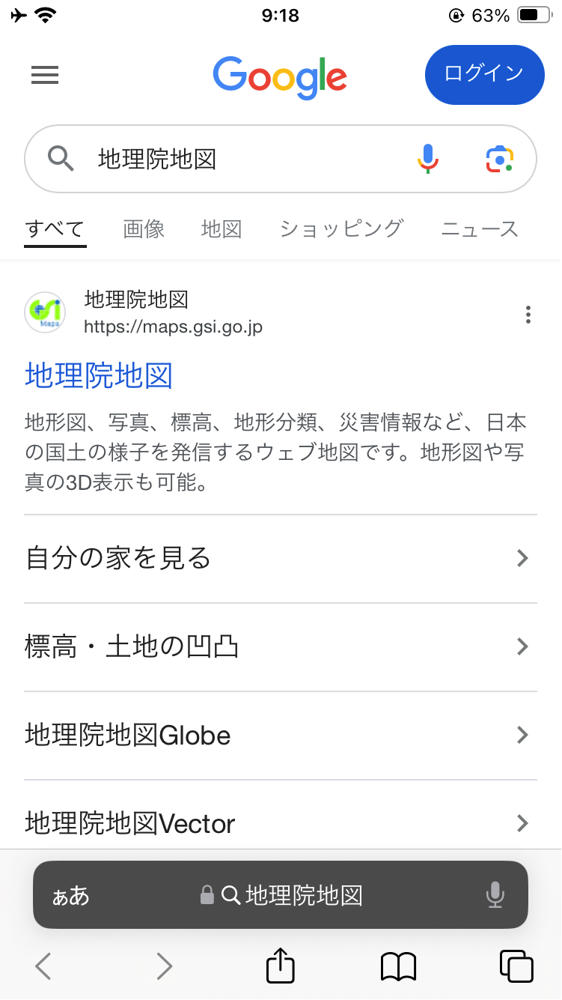 9:18
63%
Google
ログイン
地理院地図
すべて 画像 地図 ショッピング ニュース
地理院地図
https://maps.gsi.go.jp
地理院地図
地形図、写真、標高、地形分類、災害情報など、日本
の国土の様子を発信するウェブ地図です。地形図や写
真の3D表示も可能。
自分の家を見る
標高・土地の凹凸
地理院地図Globe
地理院地図Vector
ぁあ
地理院地図